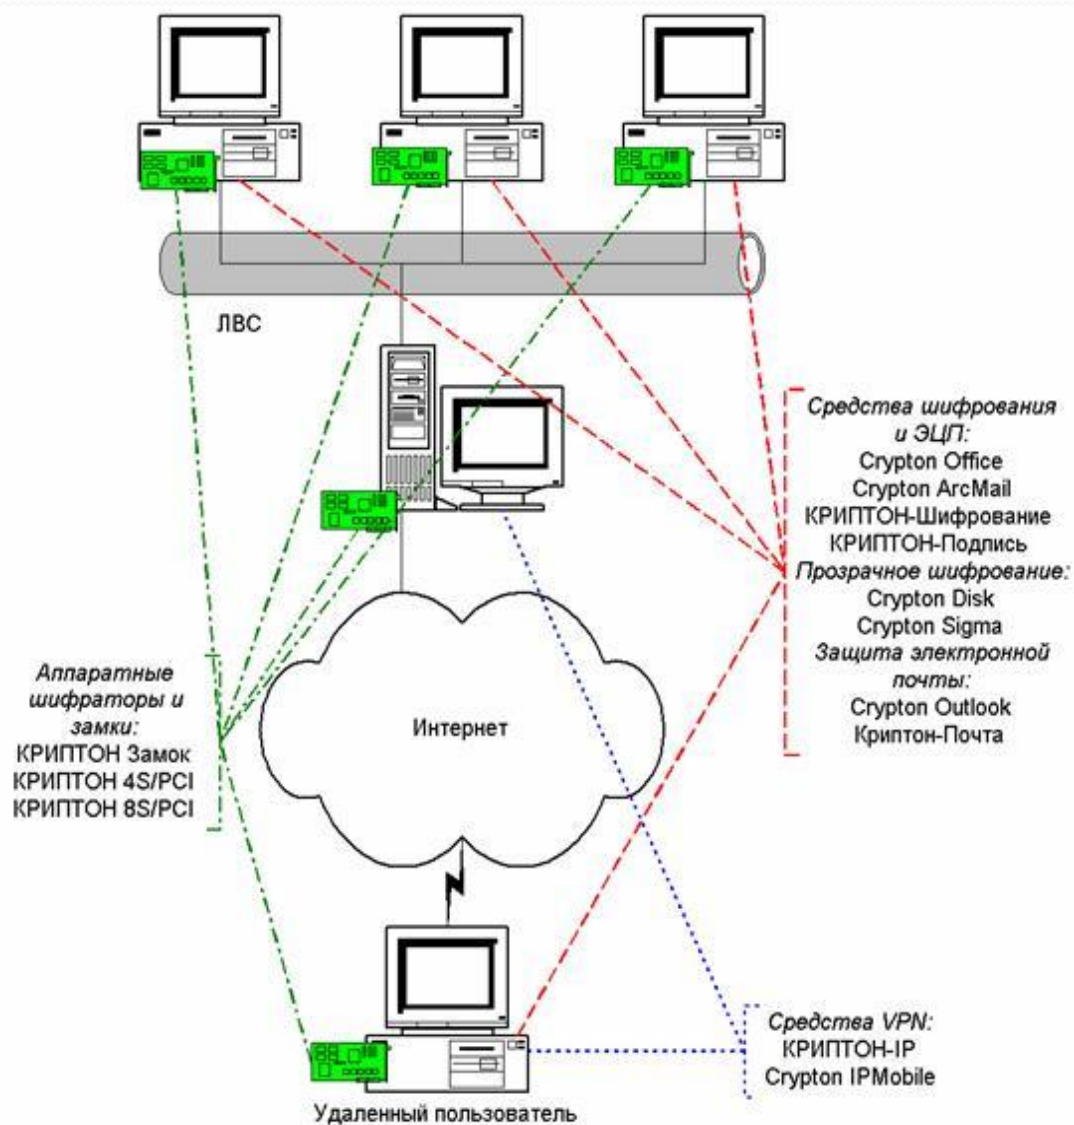 ЛВС
Средства шифрования
и ЭЦП:
Crypton Office
Crypton ArcMail
КРИПТОН-Шифрование
КРИПТОН-Подпись
Прозрачное шифрование:
Crypton Disk
Crypton Sigma
Защита электронной
почты:
Crypton Outlook
Криптон-Почта
Аппаратные
шифраторы и
замки:
КРИПТОН Замок
КРИПТОН 4S/PCI
КРИПТОН 8S/PCI
Интернет
Средства VPN:
КРИПТОН-IP
Crypton IPMobile
Удаленный пользователь